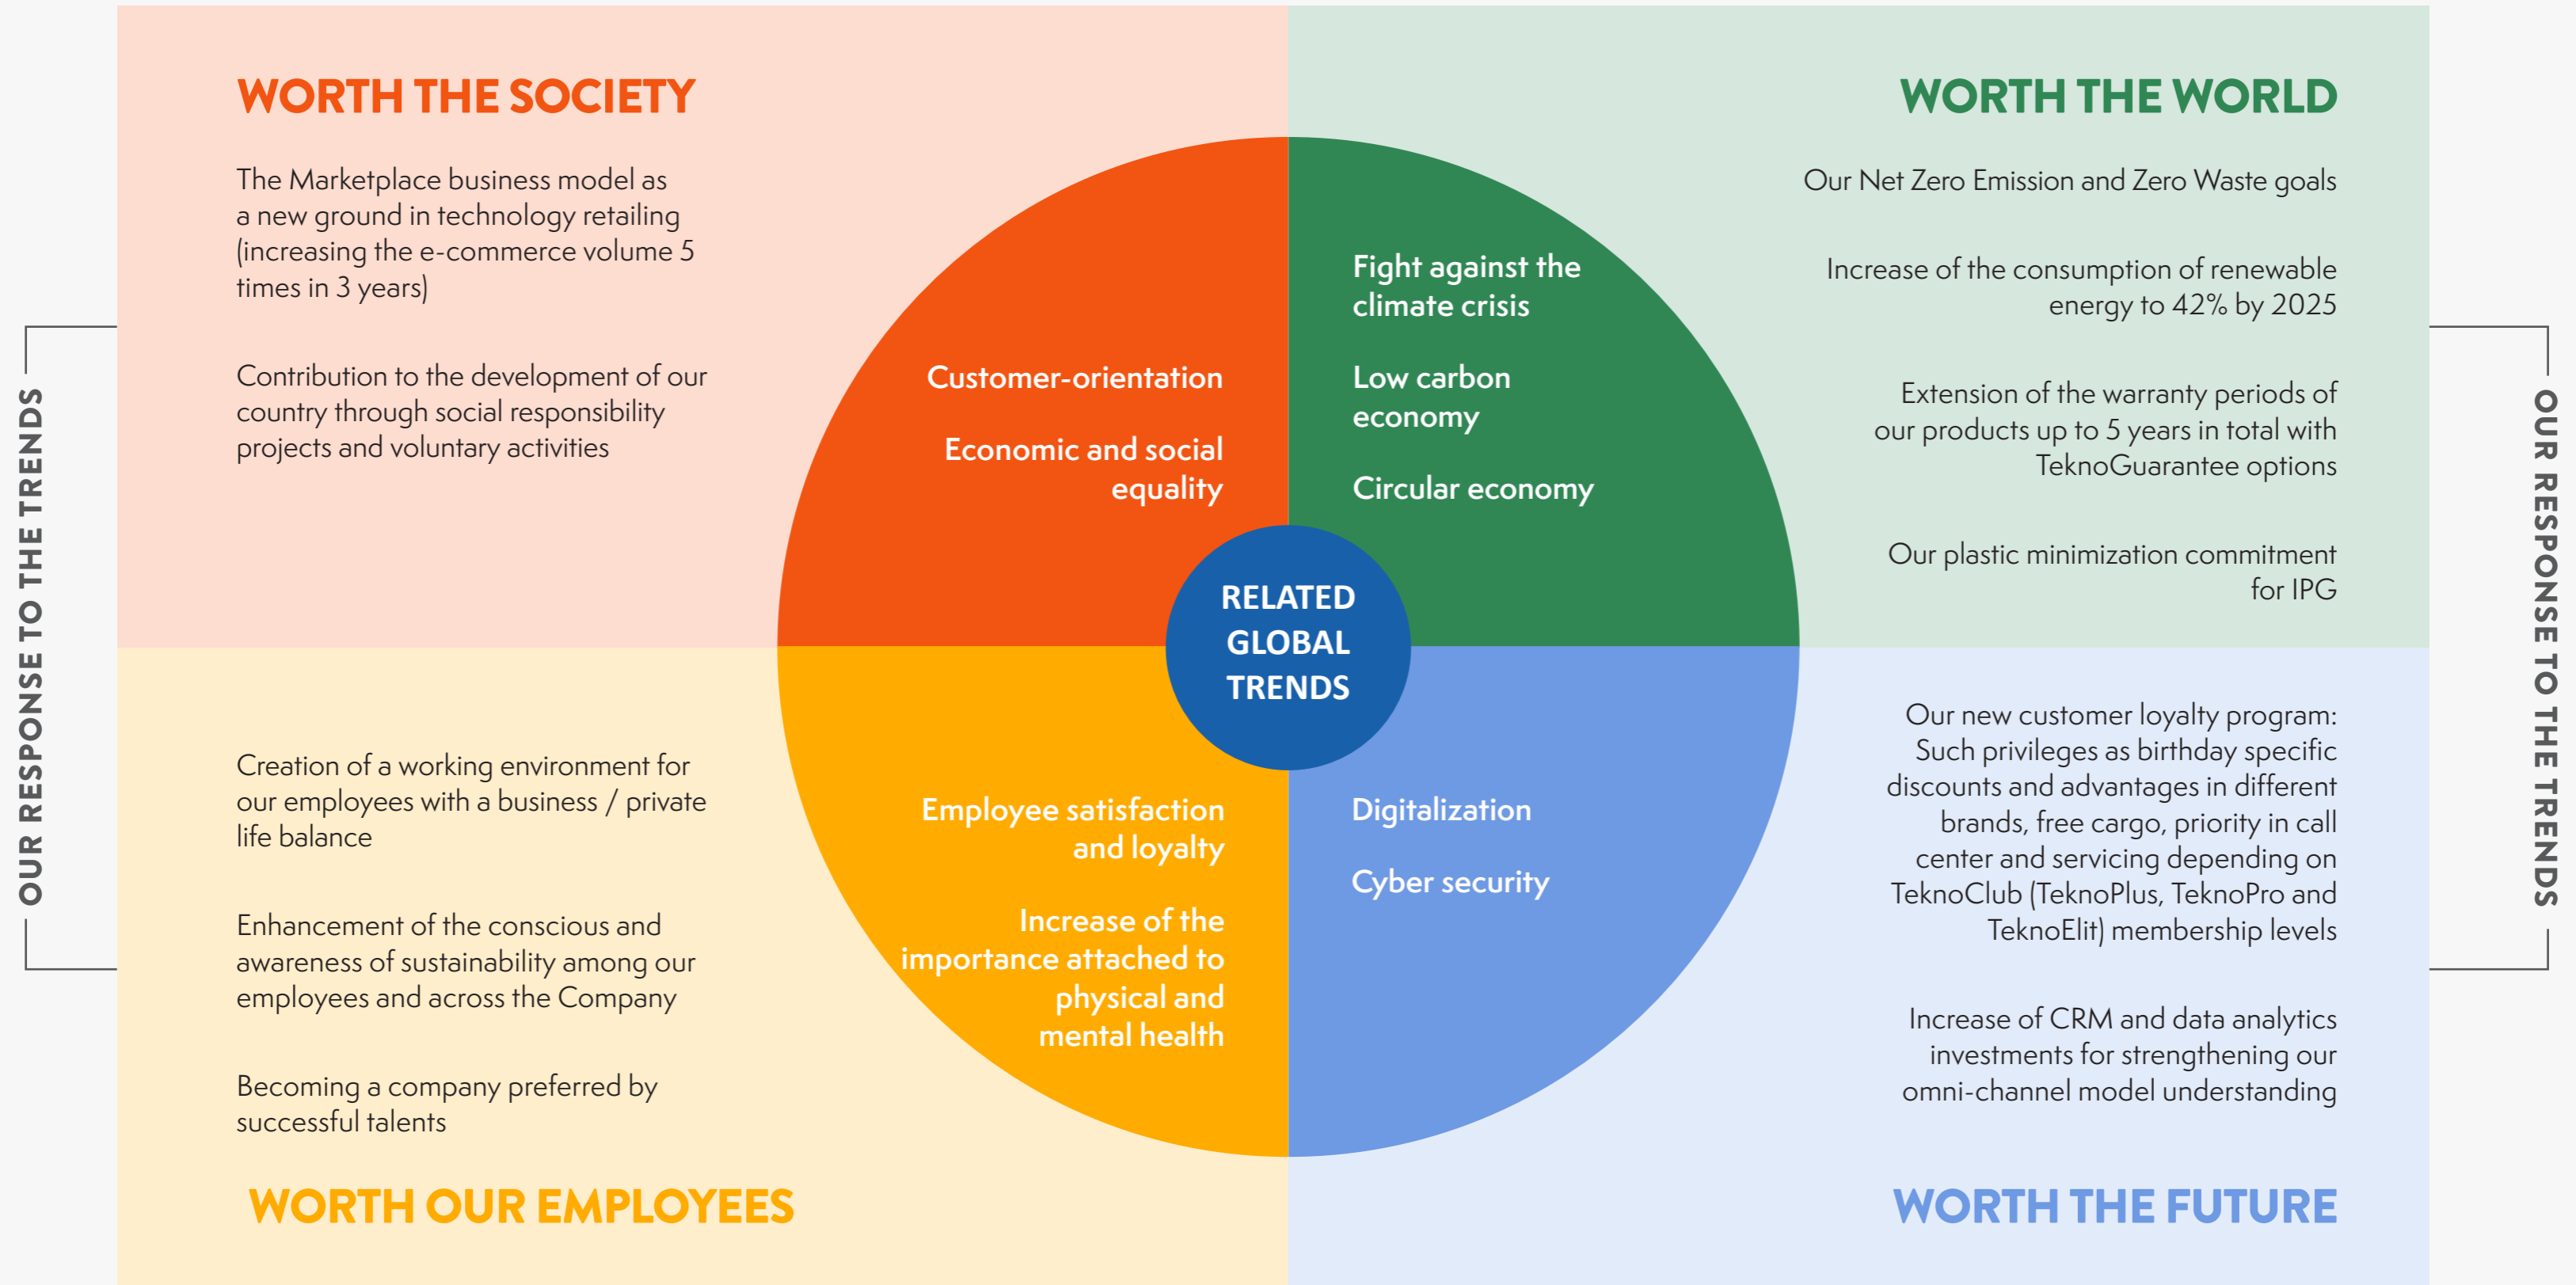 WORTH THE SOCIETY
The Marketplace business model as
a new ground in technology retailing
(increasing the e-commerce volume 5
times in 3 years)
Contribution to the development of our
country through social responsibility
projects and voluntary activities
WORTH THE WORLD
Our Net Zero Emission and Zero Waste goals
Increase of the consumption of renewable
energy to 42% by 2025
Extension of the warranty periods of
our products up to 5 years in total with
TeknoGuarantee options
Our plastic minimization commitment
for IPG
Customer-orientation
Economic and social
equality
Fight against the
climate crisis
Low carbon
economy
Circular economy
RELATED
GLOBAL
TRENDS
Employee satisfaction
and loyalty
Increase of the
importance attached to
physical and
mental health
Digitalization
Cyber security
Creation of a working environment for
our employees with a business / private
life balance
Enhancement of the conscious and
awareness of sustainability among our
employees and across the Company
Becoming a company preferred by
successful talents
WORTH OUR EMPLOYEES
Our new customer loyalty program:
Such privileges as birthday specific
discounts and advantages in different
brands, free cargo, priority in call
center and servicing depending on
TeknoClub (TeknoPlus, TeknoPro and
TeknoElit) membership levels
Increase of CRM and data analytics
investments for strengthening our
omni-channel model understanding
WORTH THE FUTURE
OUR RESPONSE TO THE TRENDS
OUR RESPONSE TO THE TRENDS